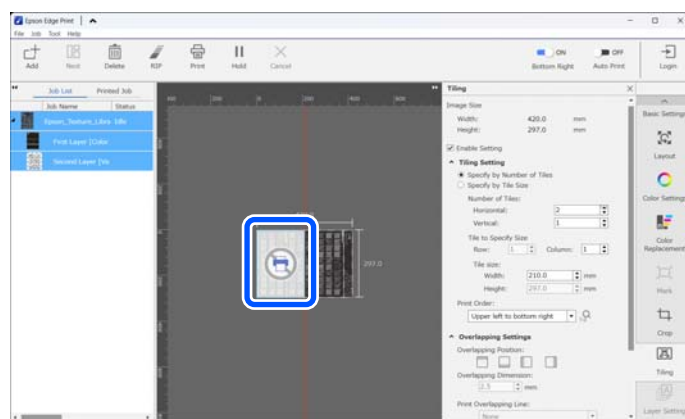 Epson Edge Print
File Job Tool Help
Add Next Delete RIP Print Hold Cancel
ON OFF
Bottom Right Auto Print Login
Job List Printed Job
Job Name Status
Epson_Texture_Libra Idle
First Layer [Color
Second Layer [Va
297.0
Tiling
Image Size
Width: 420.0 mm
Height: 297.0 mm
Enable Setting
Tiling Setting
Specify by Number of Tiles
Specify by Tile Size
Number of Tiles:
Horizontal: 2
Vertical: 1
Tile to Specify Size
Row: 1 Column: 1
Tile size:
Width: 210.0 mm
Height: 297.0 mm
Print Order:
Upper left to bottom right
Overlapping Settings
Overlapping Position:
Overlapping Dimension:
2.5 mm
Print Overlapping Line:
None
Basic Settings
Layout
Color Settings
Color
Replacement
Mark
Crop
Tiling
Layer Settings